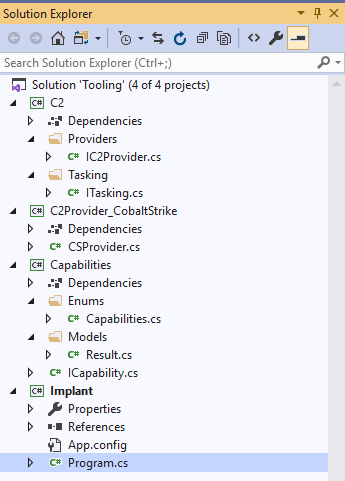 Solution Explorer
Search Solution Explorer (Ctrl+;)
Solution 'Tooling' (4 of 4 projects)
C# C2
Dependencies
Providers
C# IC2Provider.cs
Tasking
C# ITasking.cs
C# C2Provider_CobaltStrike
Dependencies
C# CSProvider.cs
C# Capabilities
Dependencies
Enums
C# Capabilities.cs
Models
C# Result.cs
C# ICapability.cs
C# Implant
Properties
References
App.config
C# Program.cs